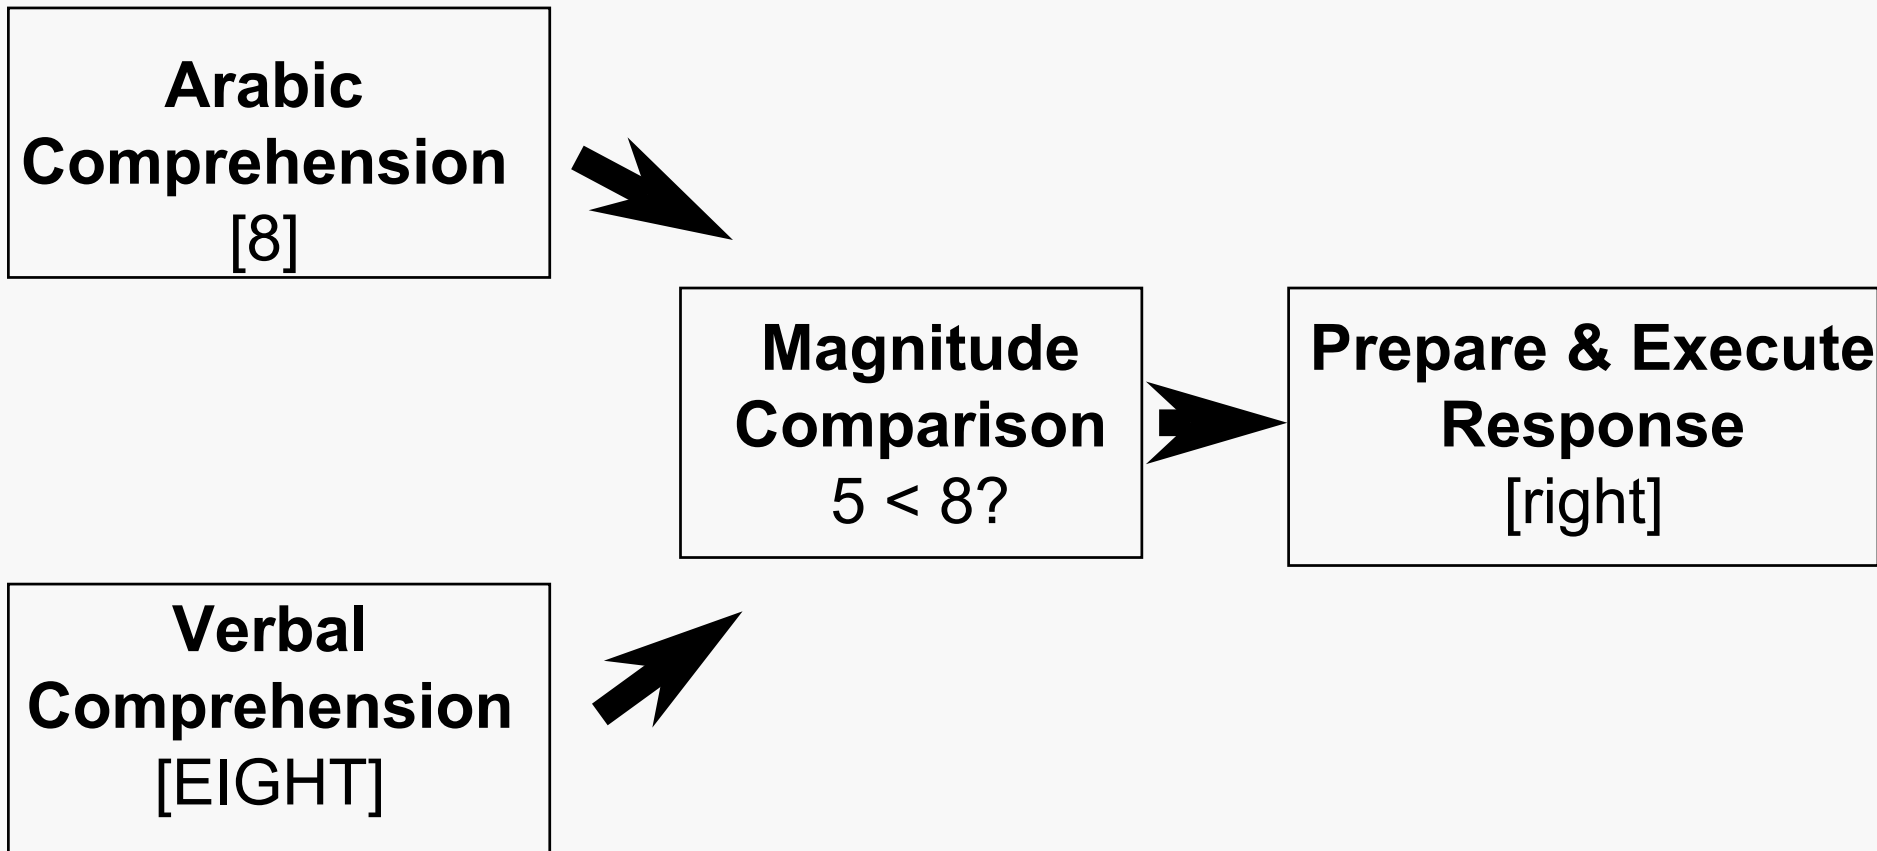 Arabic
Comprehension
[8]
Magnitude
Comparison
5 < 8?
Prepare & Execute
Response
[right]
Verbal
Comprehension
[EIGHT]